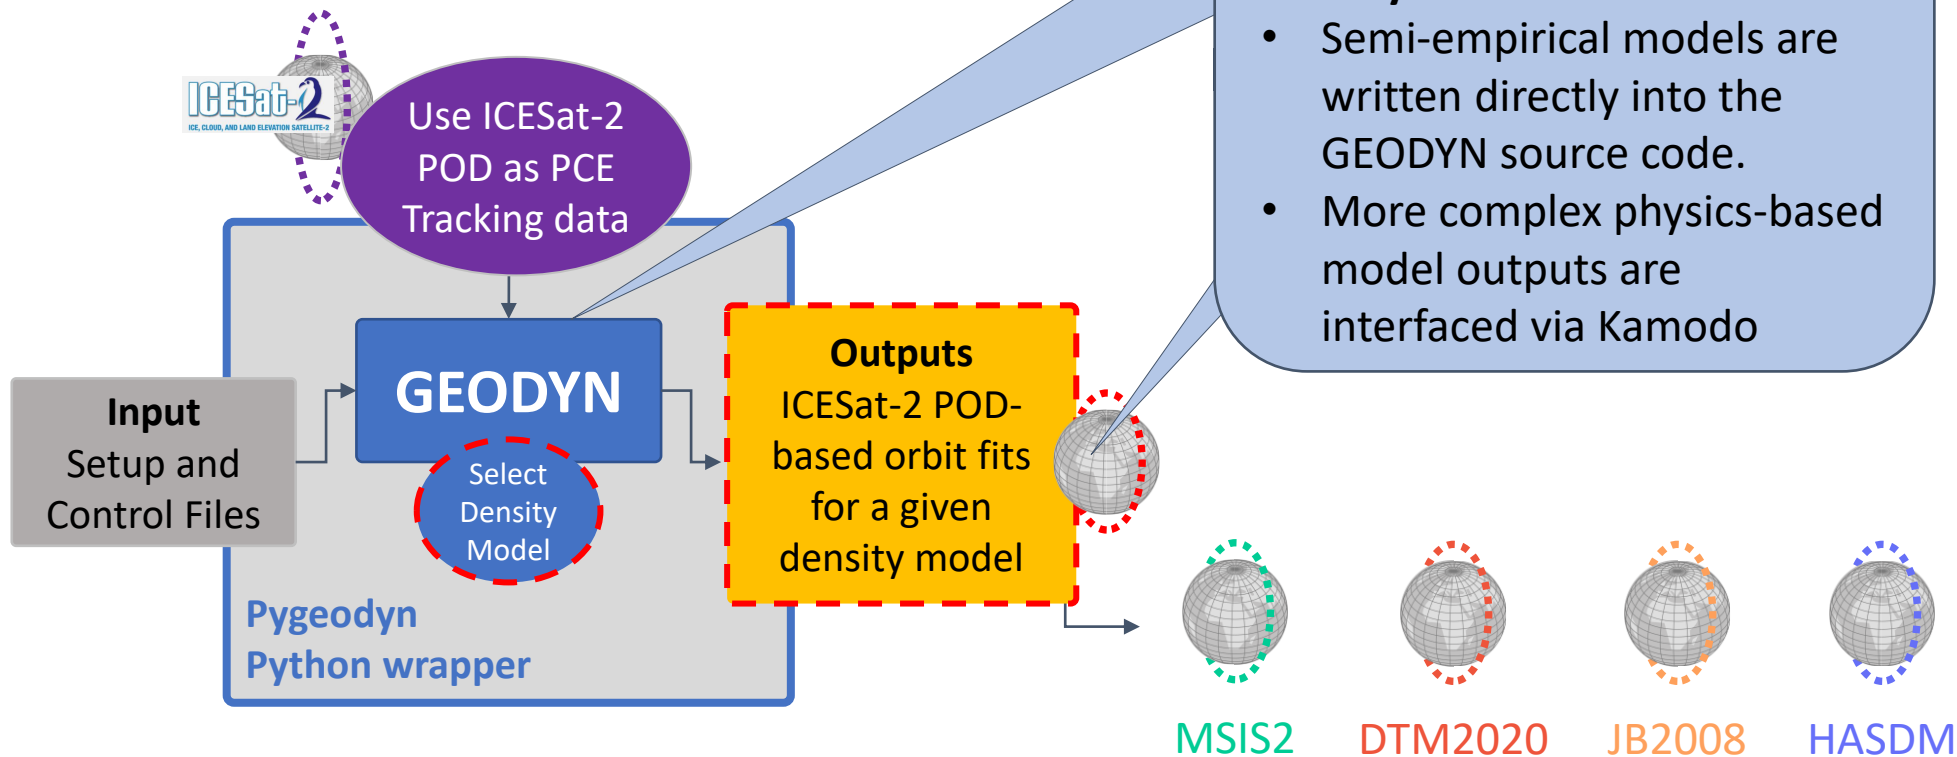 ICESat-2
ICE, CLOUD, AND LAND ELEVATION SATELLITE-2
Use ICESat-2
POD as PCE
Tracking data
• Semi-empirical models are
written directly into the
GEODYN source code.
• More complex physics-based
model outputs are
interfaced via Kamodo
Input
Setup and
Control Files
GEODYN
Select
Density
Model
Pygeodyn
Python wrapper
Outputs
ICESat-2 POD-
based orbit fits
for a given
density model
MSIS2
DTM2020
JB2008
HASDM